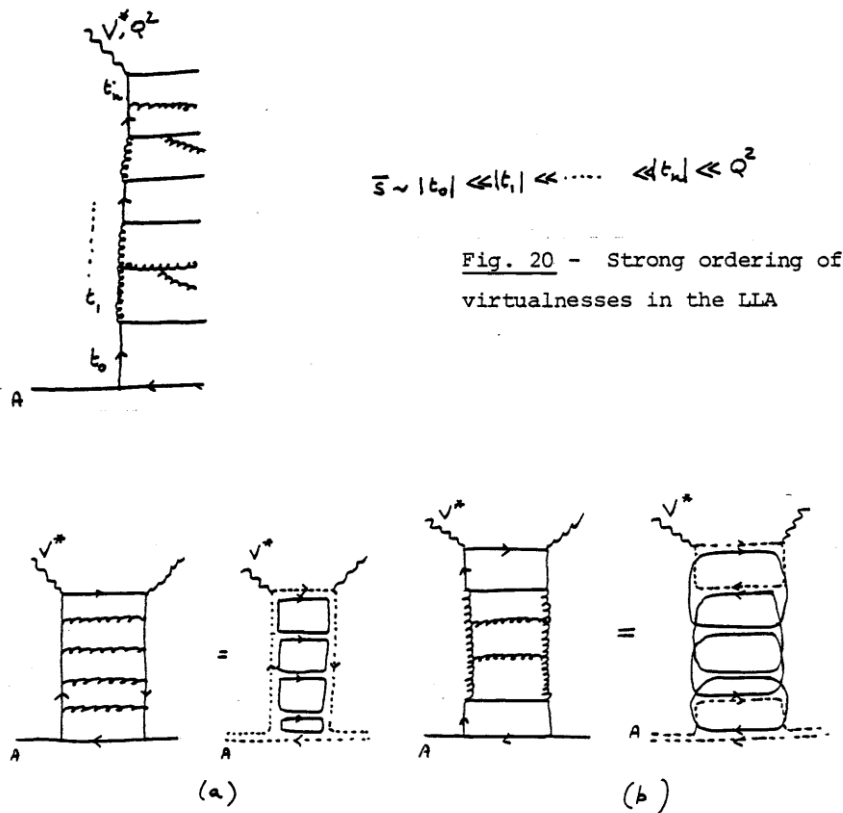 V*, Q²
tₙ
s̄ ~ |t₀| ≪ |t₁| ≪ ····· ≪ |tₙ| ≪ Q²
Fig. 20 - Strong ordering of
virtualnesses in the LLA
t₁
t₀
A
V* V* V* V*
= =
A A A A
(a) (b)